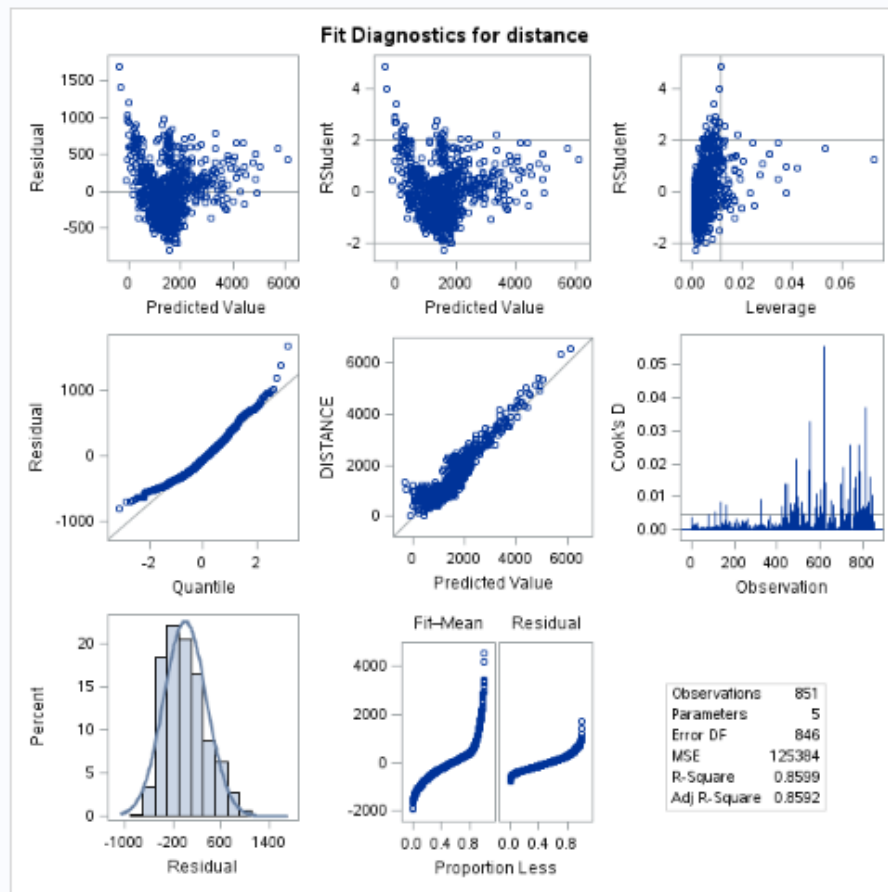 Fit Diagnostics for distance
Residual
1500
1000
500
0
-500
0 2000 4000 6000
Predicted Value
RStudent
4
2
0
-2
0 2000 4000 6000
Predicted Value
RStudent
4
2
0
-2
0.00 0.02 0.04 0.06
Leverage
Residual
1000
0
-1000
-2 0 2
Quantile
DISTANCE
6000
4000
2000
0
0 2000 4000 6000
Predicted Value
Cook's D
0.05
0.04
0.03
0.02
0.01
0.00
0 200 400 600 800
Observation
Percent
20
15
10
5
0
-1000 -200 600 1400
Residual
Fit–Mean Residual
4000
2000
0
-2000
0.0 0.4 0.8 0.0 0.4 0.8
Proportion Less
Observations 851
Parameters 5
Error DF 846
MSE 125384
R-Square 0.8599
Adj R-Square 0.8592